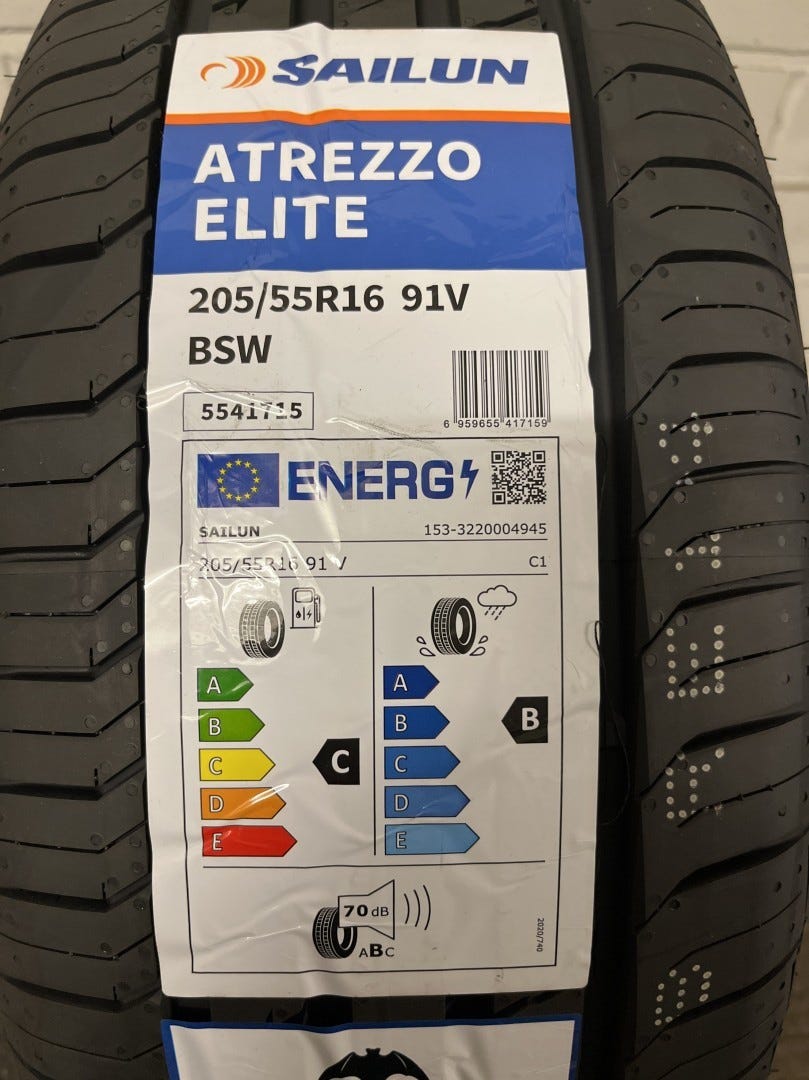 SAILUN
ATREZZO
ELITE
205/55R16 91V
BSW
5541715
6 959655 417159
ENERG
SAILUN 153-3220004945
205/55R16 91 V C1
A A
B B B
C C C
D D
E E
70 dB
ABC
2020/740